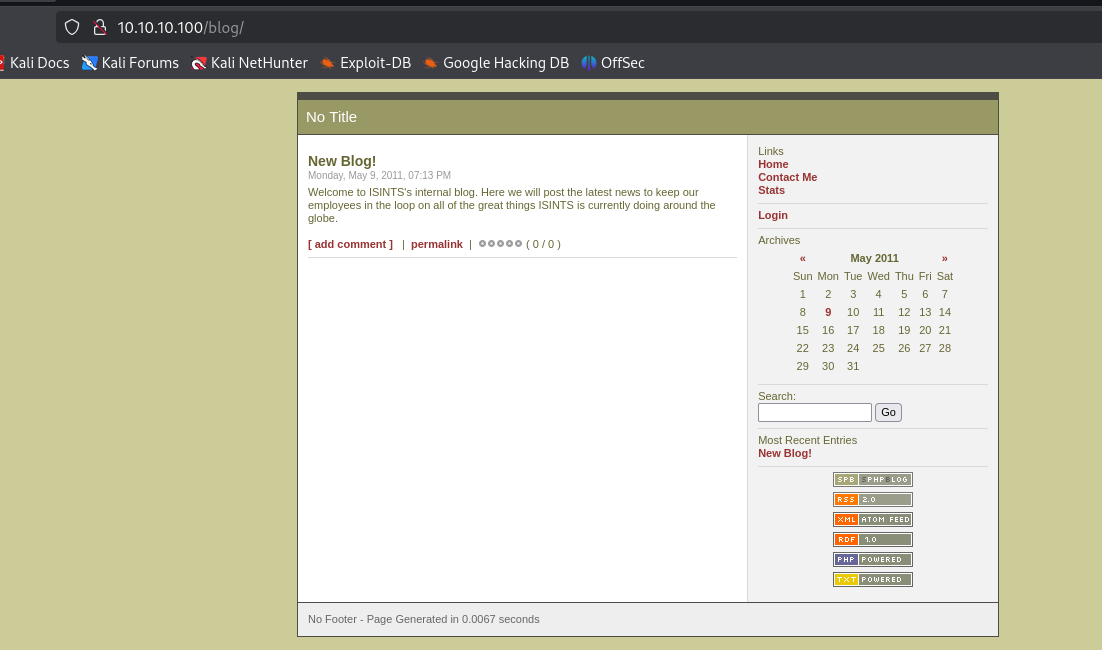 10.10.10.100/blog/
Kali Docs Kali Forums Kali NetHunter Exploit-DB Google Hacking DB OffSec
No Title
New Blog!
Monday, May 9, 2011, 07:13 PM
Welcome to ISINTS's internal blog. Here we will post the latest news to keep our
employees in the loop on all of the great things ISINTS is currently doing around the
globe.
[ add comment ] | permalink | ( 0 / 0 )
Links
Home
Contact Me
Stats
Login
Archives
« May 2011 »
Sun Mon Tue Wed Thu Fri Sat
1 2 3 4 5 6 7
8 9 10 11 12 13 14
15 16 17 18 19 20 21
22 23 24 25 26 27 28
29 30 31
Search:
Go
Most Recent Entries
New Blog!
SPB SPHPBLOG
RSS 2.0
XML ATOM FEED
RDF 1.0
PHP POWERED
TXT POWERED
No Footer - Page Generated in 0.0067 seconds